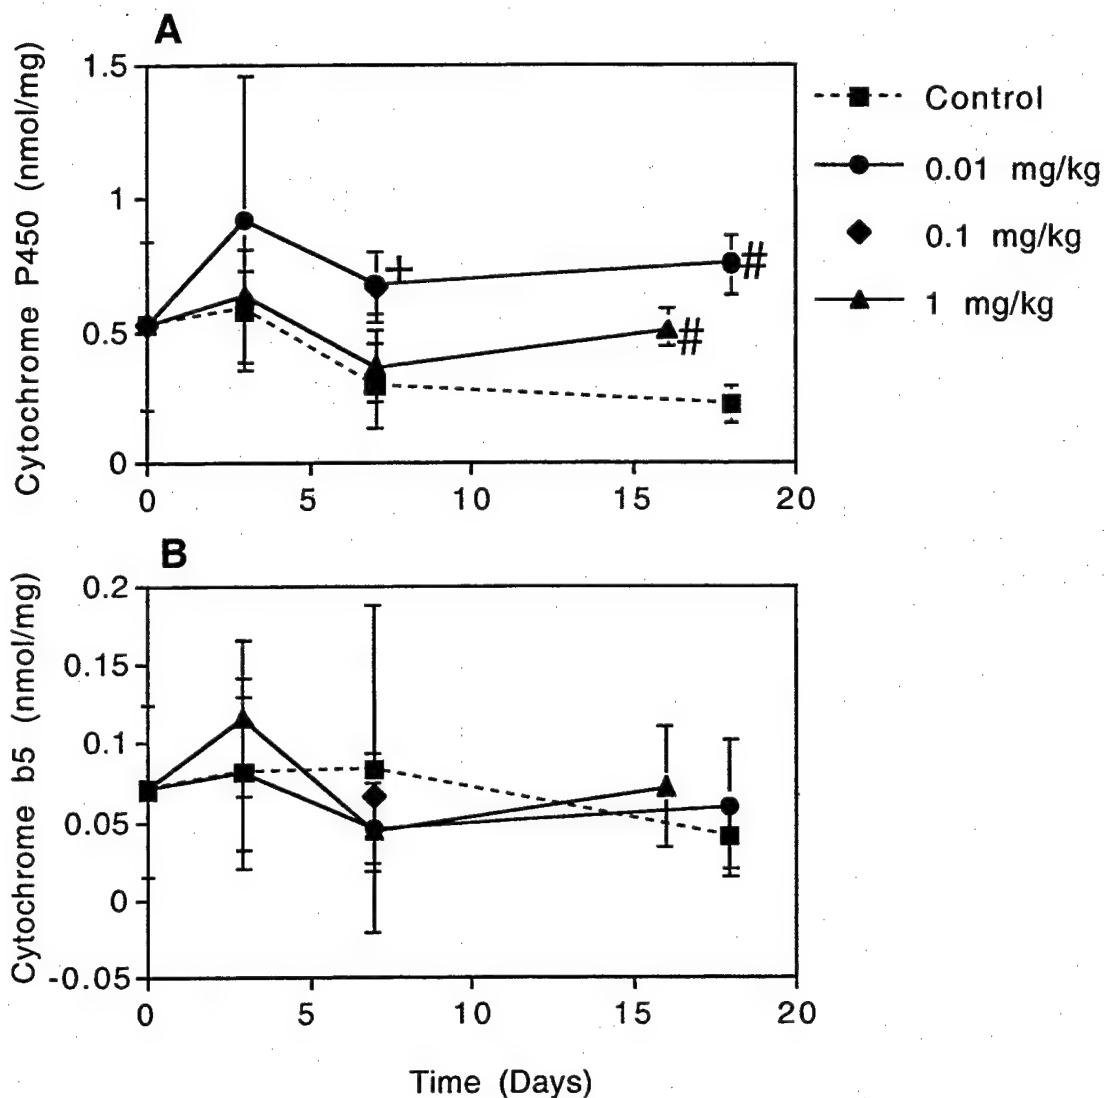 A
Cytochrome P450 (nmol/mg)
1.5
1
0.5
0
0 5 10 15 20
+
#
#
Control
0.01 mg/kg
0.1 mg/kg
1 mg/kg
B
Cytochrome b5 (nmol/mg)
0.2
0.15
0.1
0.05
0
-0.05
0 5 10 15 20
Time (Days)